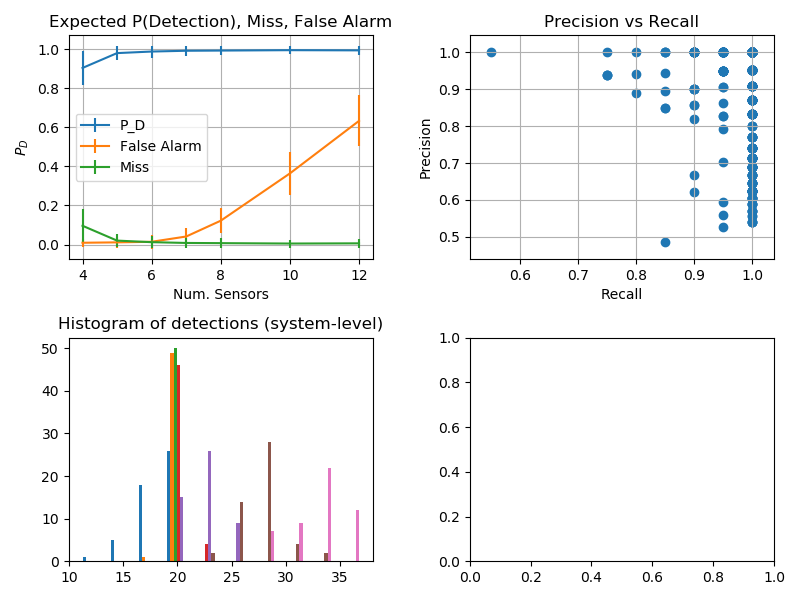 Expected P(Detection), Miss, False Alarm
1.0
0.8
0.6
0.4
0.2
0.0
P_D
P_D
False Alarm
Miss
4 6 8 10 12
Num. Sensors
Precision vs Recall
1.0
0.9
0.8
0.7
0.6
0.5
Precision
0.6 0.7 0.8 0.9 1.0
Recall
Histogram of detections (system-level)
50
40
30
20
10
0
10 15 20 25 30 35
1.0
0.8
0.6
0.4
0.2
0.0
0.0 0.2 0.4 0.6 0.8 1.0